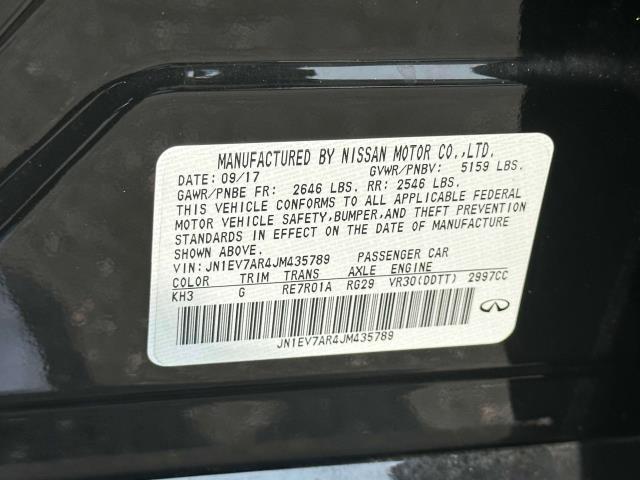 MANUFACTURED BY NISSAN MOTOR CO.,LTD.
DATE: 09/17 GVWR/PNBV: 5159 LBS.
GAWR/PNBE FR: 2646 LBS. RR: 2546 LBS.
THIS VEHICLE CONFORMS TO ALL APPLICABLE FEDERAL
MOTOR VEHICLE SAFETY,BUMPER,AND THEFT PREVENTION
STANDARDS IN EFFECT ON THE DATE OF MANUFACTURE
SHOWN ABOVE.
VIN: JN1EV7AR4JM435789 PASSENGER CAR
COLOR TRIM TRANS AXLE ENGINE
KH3 G RE7R01A RG29 VR30(DDTT) 2997CC
JN1EV7AR4JM435789